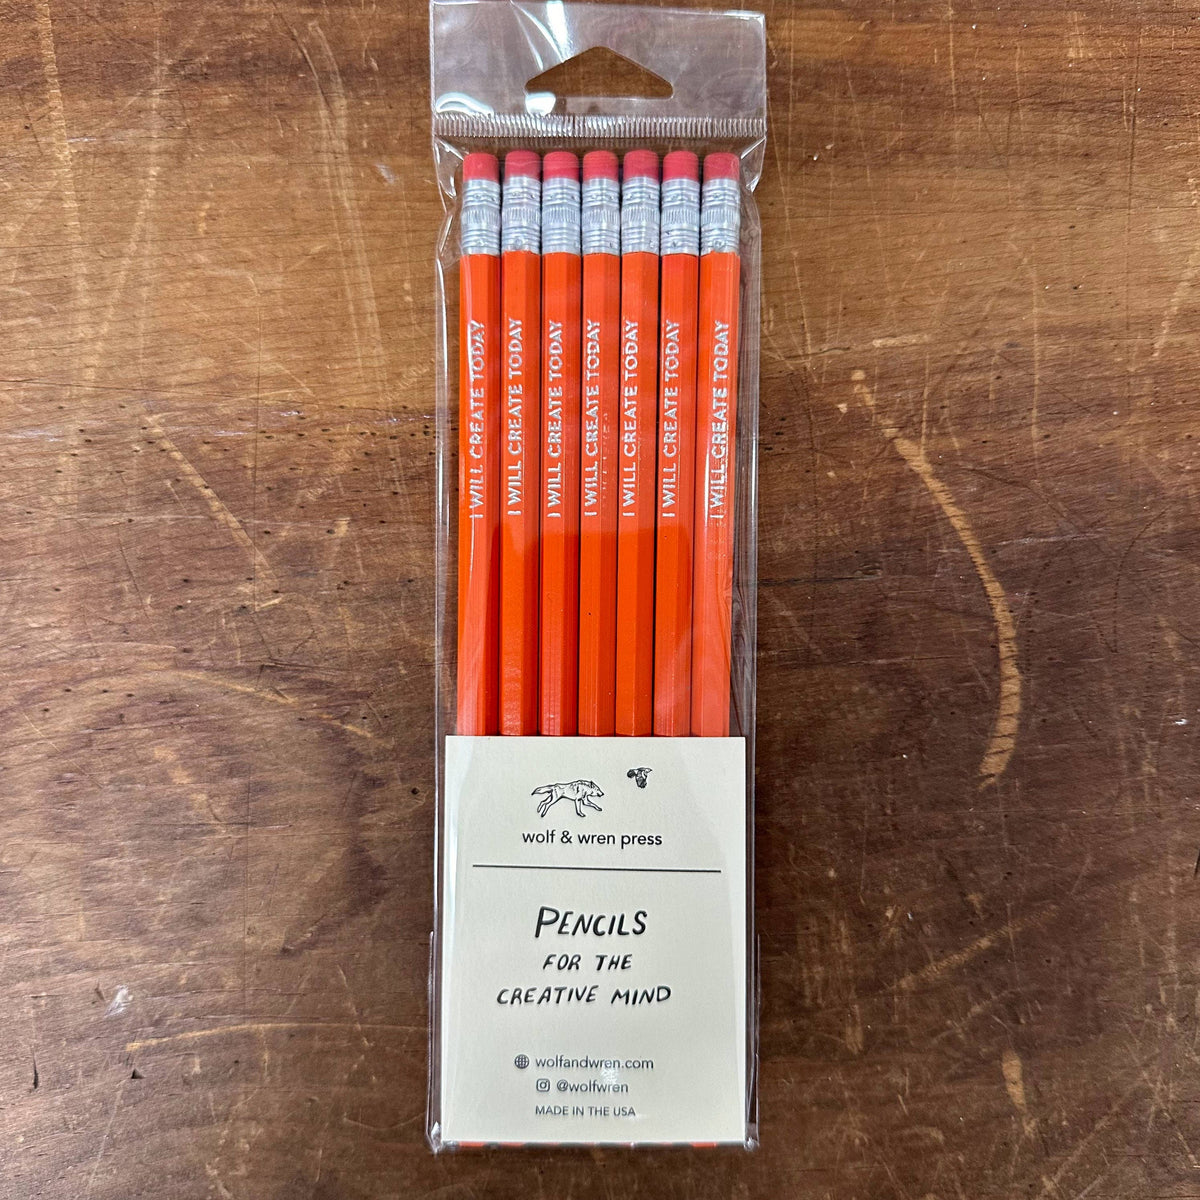 I WILL CREATE TODAY
I WILL CREATE TODAY
I WILL CREATE TODAY
I WILL CREATE TODAY
I WILL CREATE TODAY
I WILL CREATE TODAY
I WILL CREATE TODAY
wolf & wren press
PENCILS
FOR THE
CREATIVE MIND
wolfandwren.com
@wolfwren
MADE IN THE USA